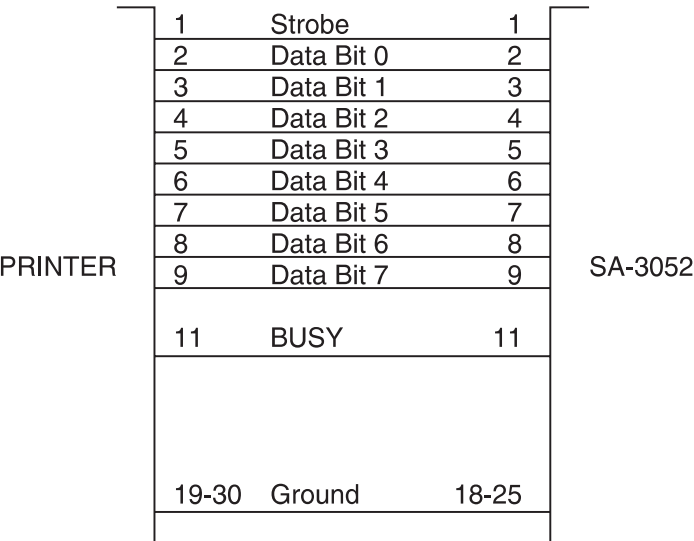 1 Strobe 1
2 Data Bit 0 2
3 Data Bit 1 3
4 Data Bit 2 4
5 Data Bit 3 5
6 Data Bit 4 6
7 Data Bit 5 7
8 Data Bit 6 8
PRINTER 9 Data Bit 7 9 SA-3052
11 BUSY 11
19-30 Ground 18-25